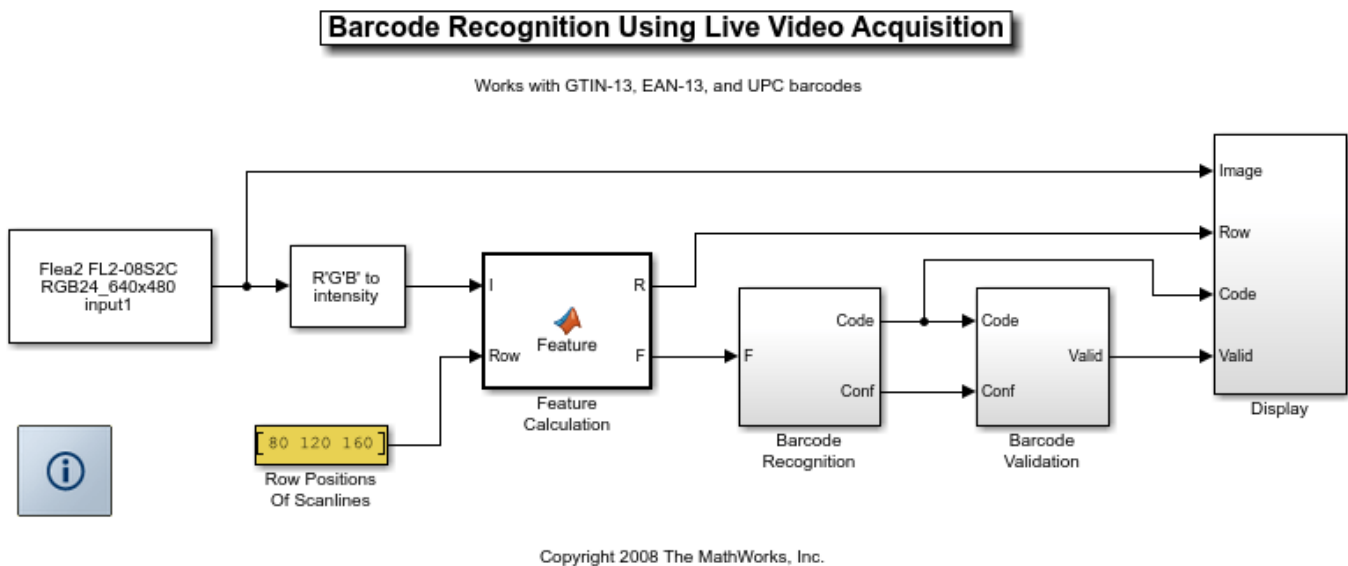 Barcode Recognition Using Live Video Acquisition
Works with GTIN-13, EAN-13, and UPC barcodes
Flea2 FL2-08S2C
RGB24_640x480
input1
R'G'B' to
intensity
I
Row
Feature
R
F
Feature
Calculation
[80 120 160]
Row Positions
Of Scanlines
F
Code
Conf
Barcode
Recognition
Code
Conf
Valid
Barcode
Validation
Image
Row
Code
Valid
Display
Copyright 2008 The MathWorks, Inc.